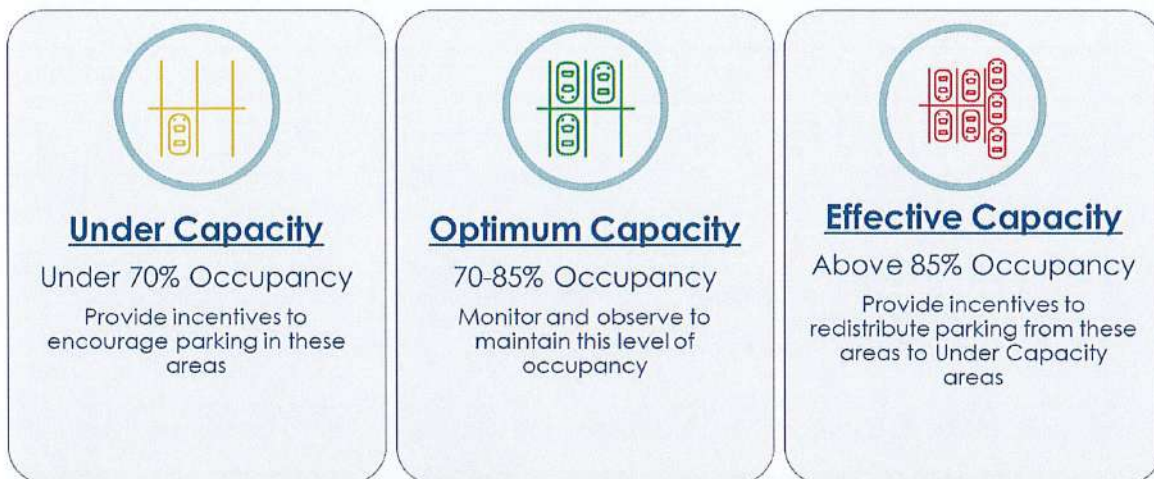 Under Capacity
Under 70% Occupancy
Provide incentives to
encourage parking in these
areas
Optimum Capacity
70-85% Occupancy
Monitor and observe to
maintain this level of
occupancy
Effective Capacity
Above 85% Occupancy
Provide incentives to
redistribute parking from these
areas to Under Capacity
areas